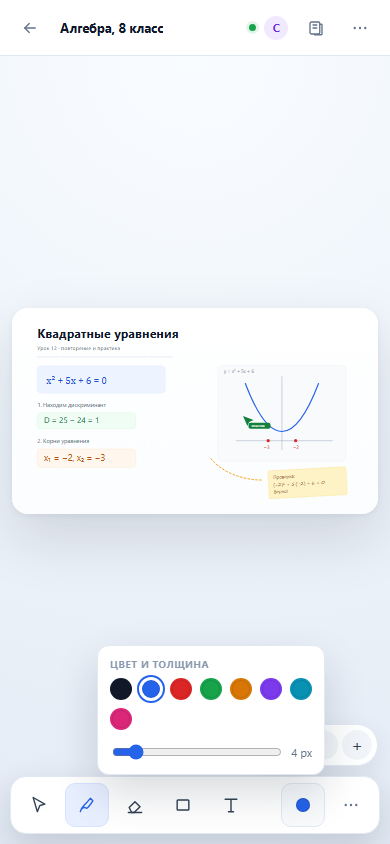 Алгебра, 8 класс
С
Квадратные уравнения
Урок 12 · повторение и практика
x² + 5x + 6 = 0
1. Находим дискриминант
D = 25 − 24 = 1
2. Корни уравнения
x₁ = −2, x₂ = −3
y = x² + 5x + 6
−3
−2
Проверка:
(−2)² + 5·(−2) + 6 = 0
ЦВЕТ И ТОЛЩИНА
4 px
+
T